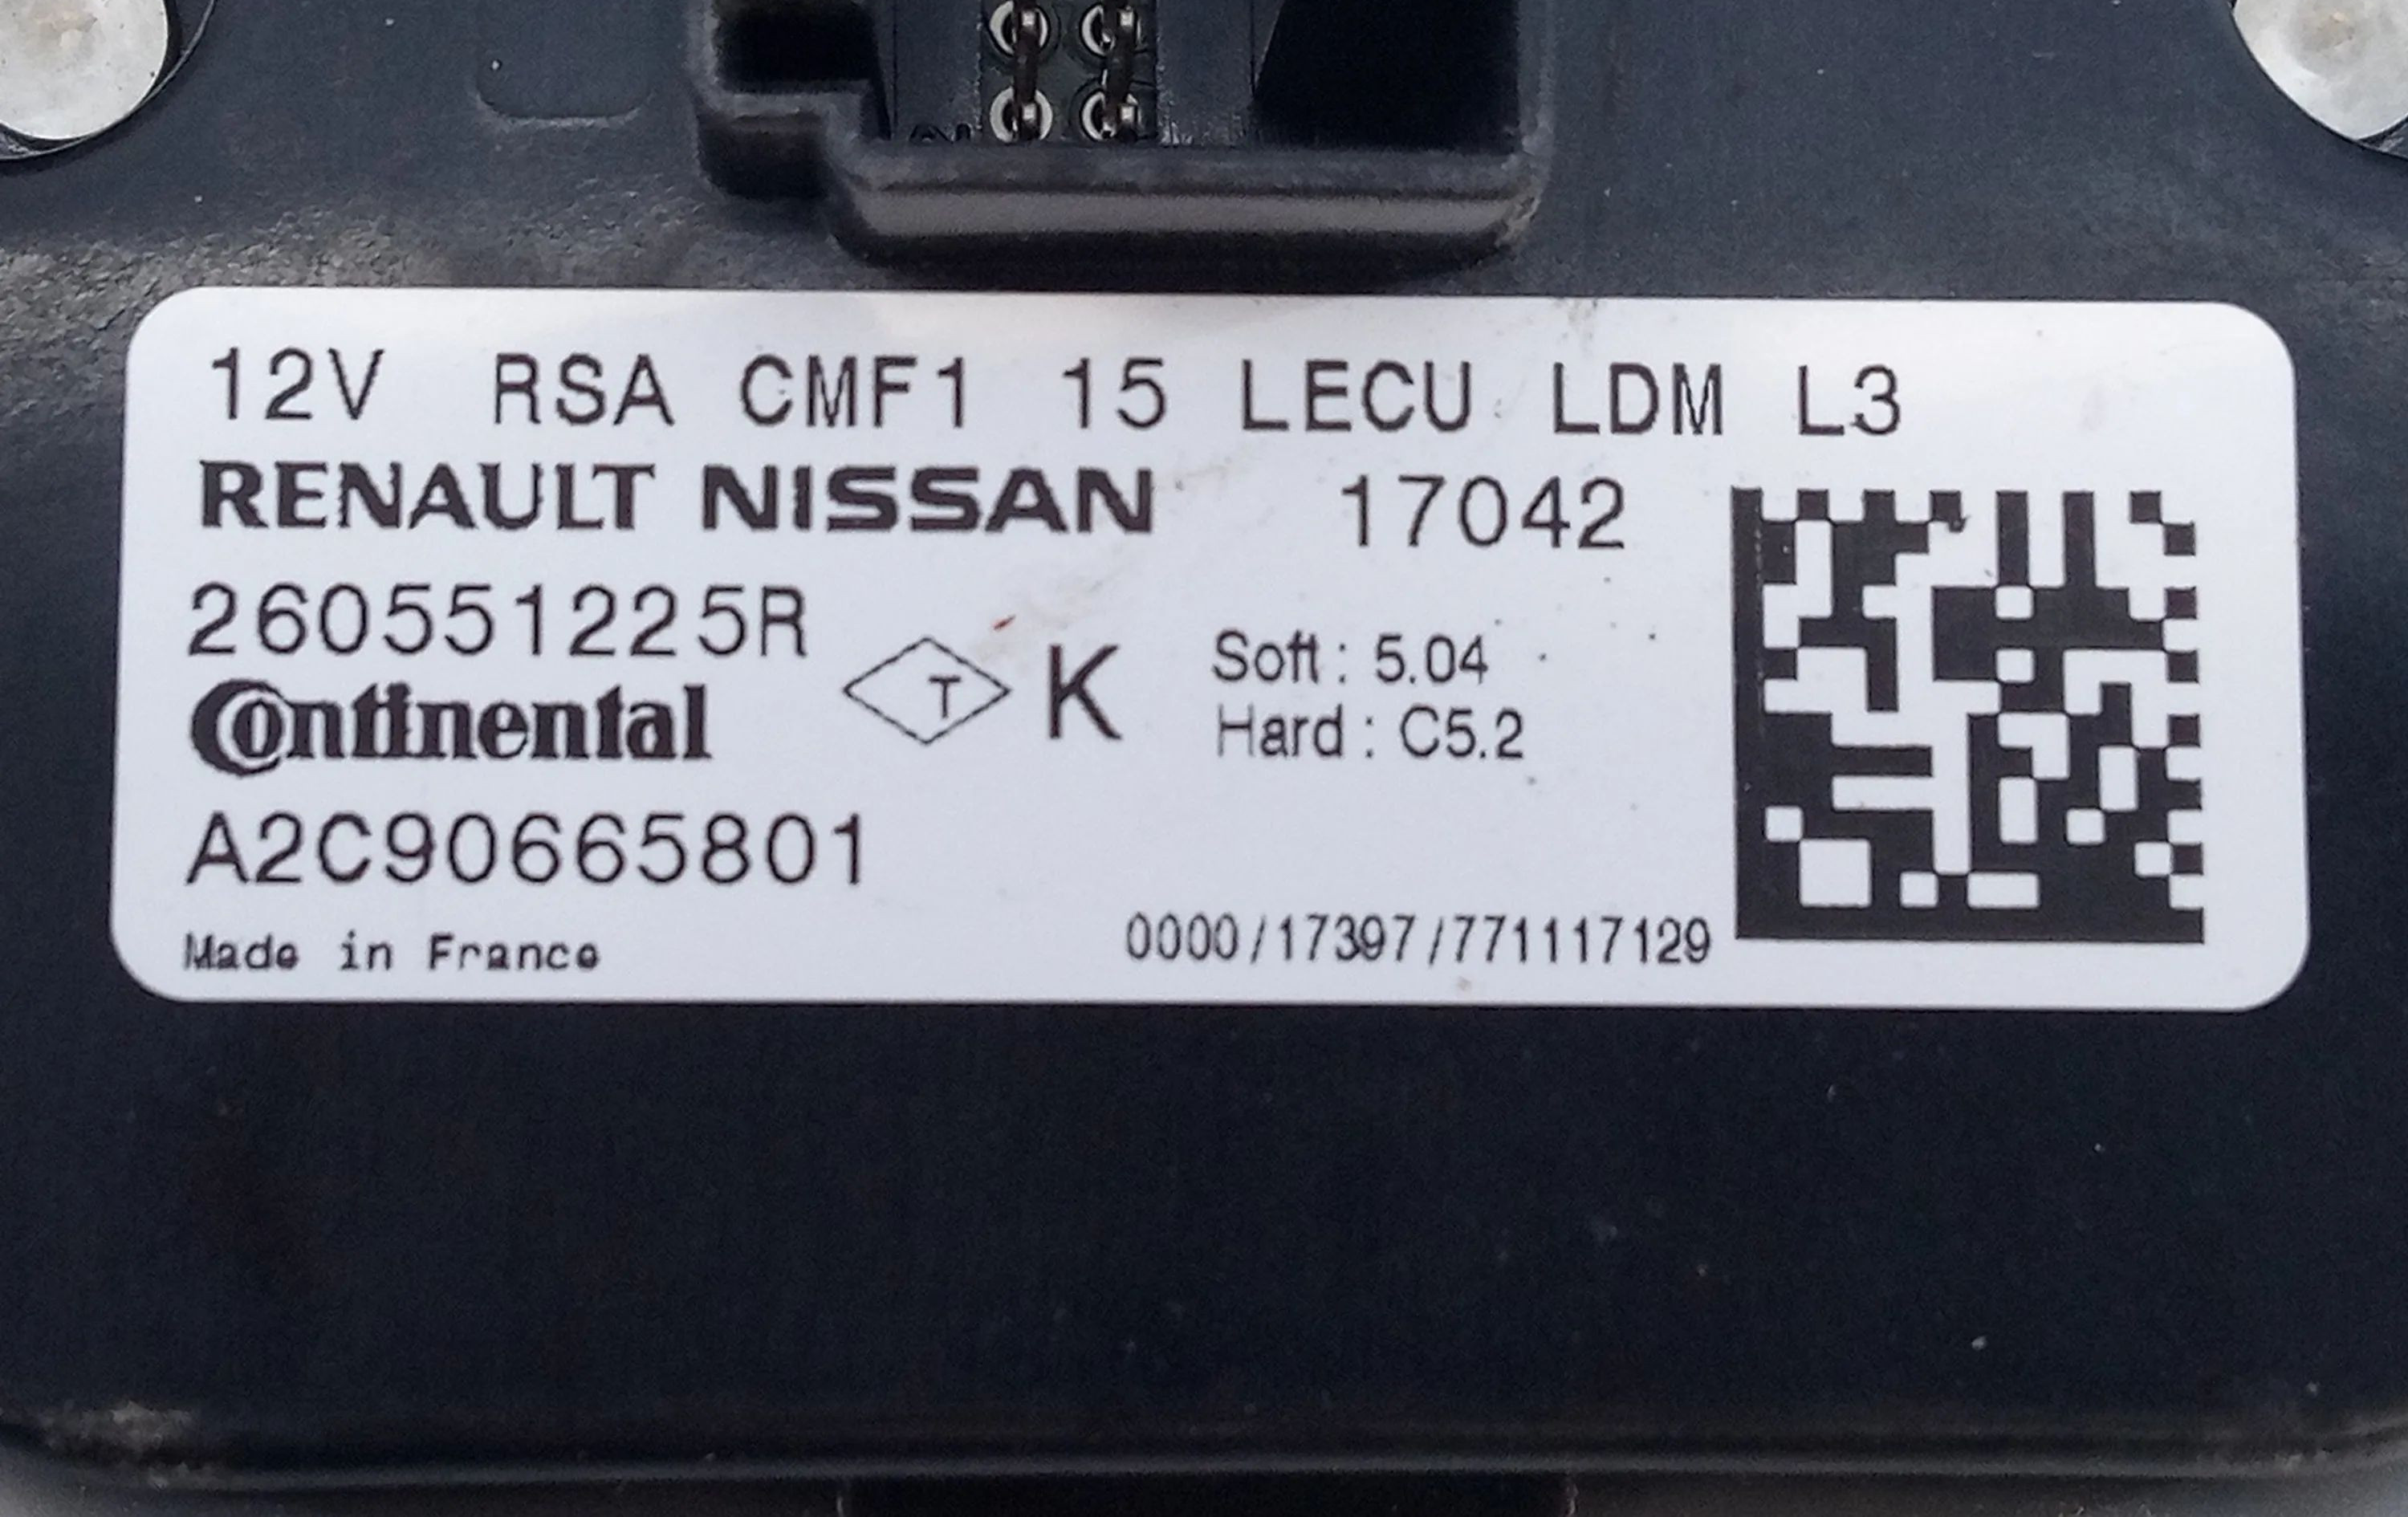 12V RSA CMF1 15 LECU LDM L3
RENAULT NISSAN 17042
260551225R
T K Soft: 5.04
Continental
Hard: C5.2
A2C90665801
Made in France 0000/17397/771117129